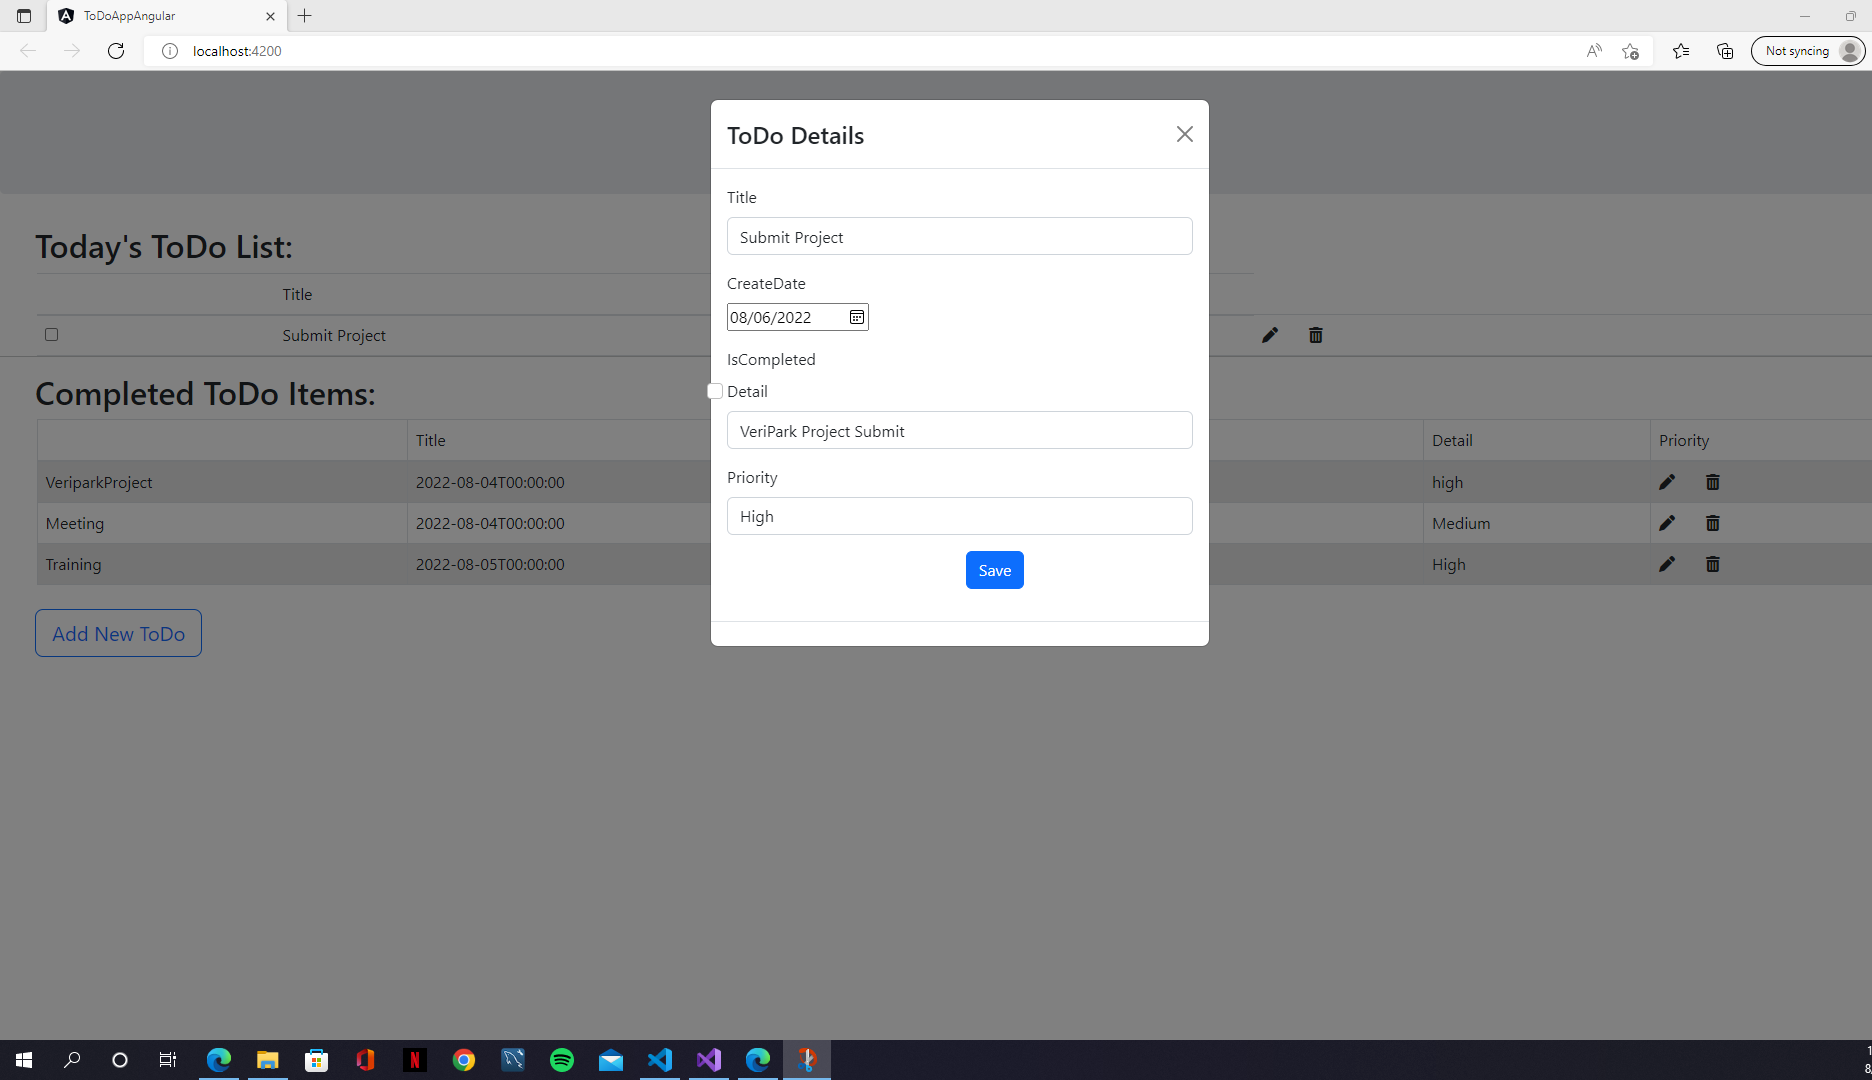 ToDoAppAngular
localhost:4200
Not syncing
ToDo Details
Title
Submit Project
CreateDate
08/06/2022
IsCompleted
Detail
VeriPark Project Submit
Priority
High
Save
Today's ToDo List:
Title
Submit Project
Completed ToDo Items:
Title Detail Priority
VeriparkProject 2022-08-04T00:00:00 high
Meeting 2022-08-04T00:00:00 Medium
Training 2022-08-05T00:00:00 High
Add New ToDo